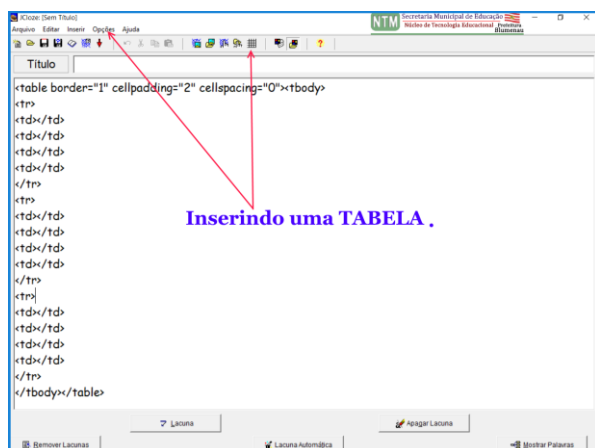 JCloze: [Sem Título]
Arquivo Editar Inserir Opções Ajuda
NTM Secretaria Municipal de Educação
Núcleo de Tecnologia Educacional Prefeitura
Blumenau
Título
<table border="1" cellpadding="2" cellspacing="0"><tbody>
<tr>
<td></td>
<td></td>
<td></td>
<td></td>
</tr>
<tr>
<td></td>
<td></td>
<td></td>
<td></td>
</tr>
<tr>
<td></td>
<td></td>
<td></td>
<td></td>
</tr>
</tbody></table>
Inserindo uma TABELA .
Lacuna
Apagar Lacuna
Remover Lacunas
Lacuna Automática
Mostrar Palavras